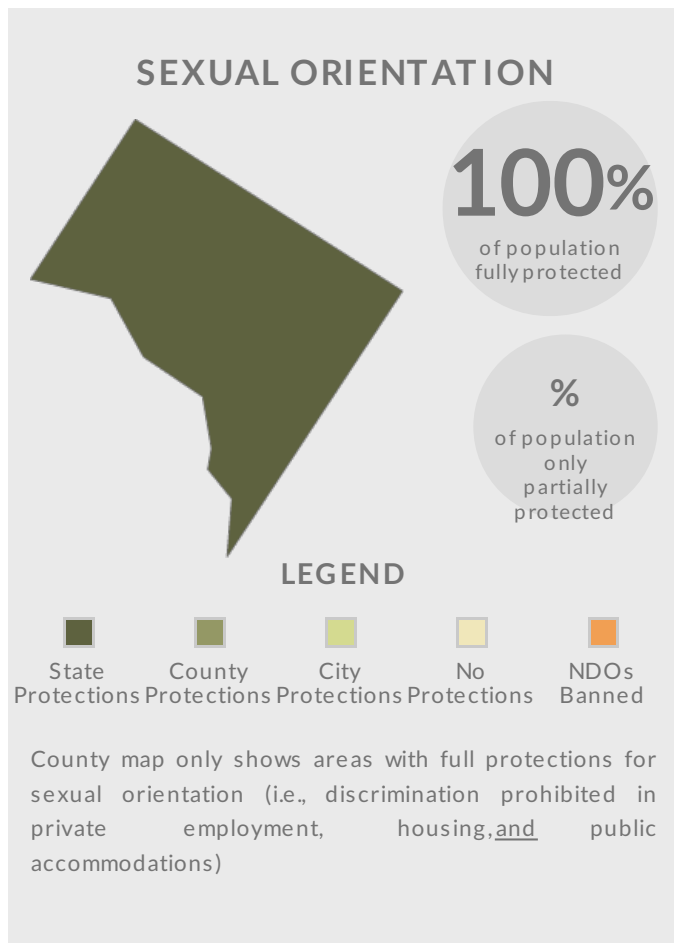 SEXUAL ORIENTATION
100%
of population
fully protected
%
of population
only
partially
protected
LEGEND
State
Protections
County
Protections
City
Protections
No
Protections
NDOs
Banned
County map only shows areas with full protections for
sexual orientation (i.e., discrimination prohibited in
private employment, housing, and public
accommodations)